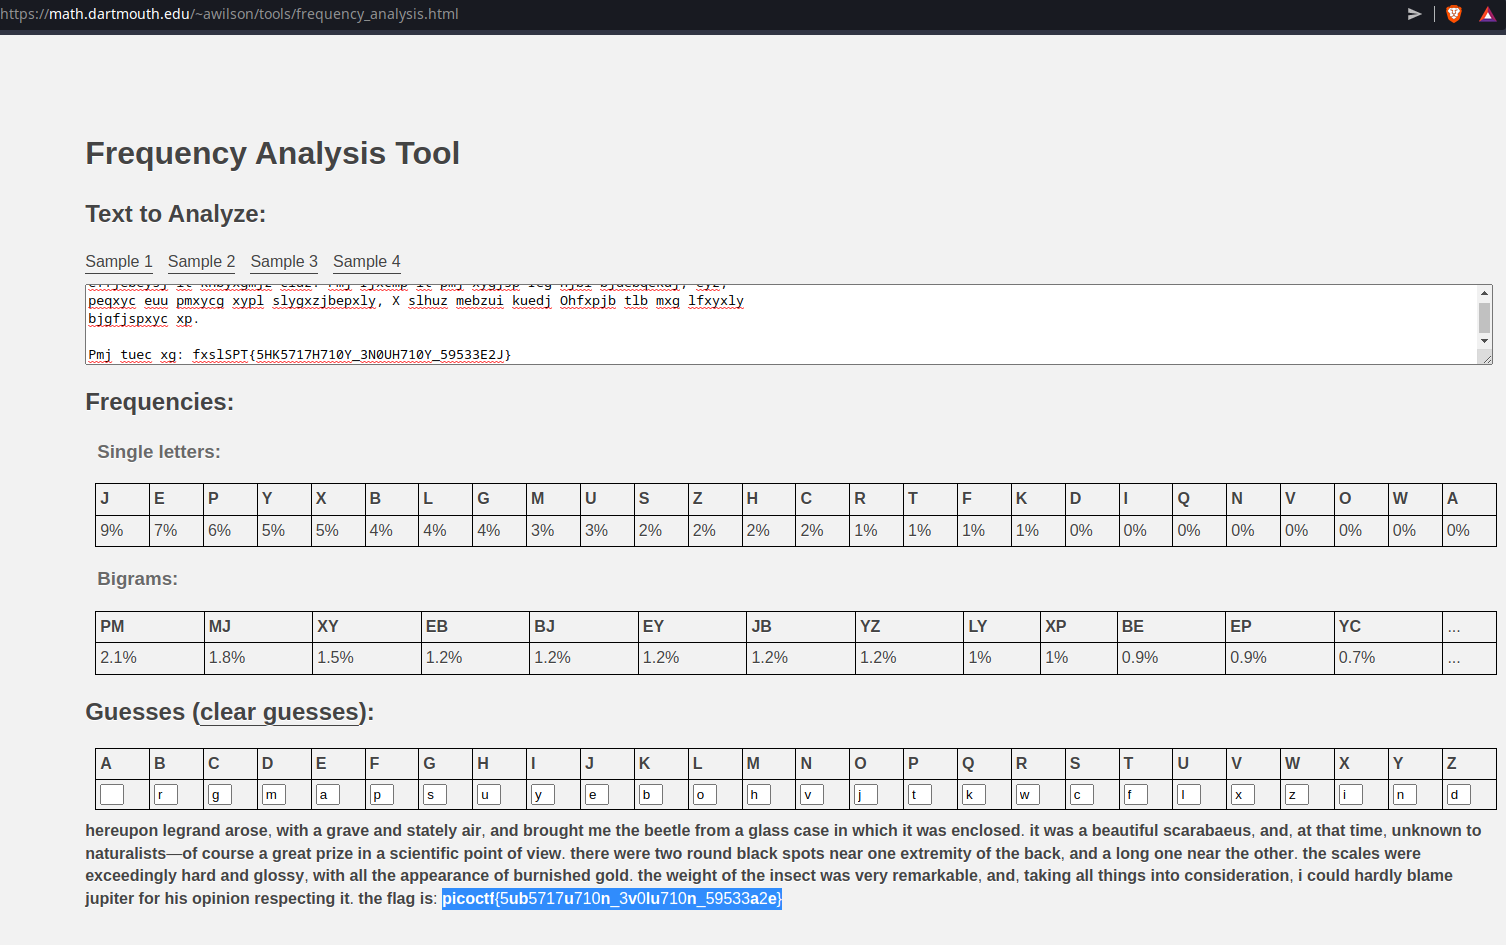 https://math.dartmouth.edu/~awilson/tools/frequency_analysis.html
Frequency Analysis Tool
Text to Analyze:
Sample 1 Sample 2 Sample 3 Sample 4
peqxyc euu pmxycg xypl slygxzjbepxly, X slhuz mebzui kuedj Ohfxpjb tlb mxg lfxyxly
bjgfjspxyc xp.
Pmj tuec xg: fxslSPT{5HK5717H710Y_3N0UH710Y_59533E2J}
Frequencies:
Single letters:
J E P Y X B L G M U S Z H C R T F K D I Q N V O W A
9% 7% 6% 5% 5% 4% 4% 4% 3% 3% 2% 2% 2% 2% 1% 1% 1% 1% 0% 0% 0% 0% 0% 0% 0% 0%
Bigrams:
PM MJ XY EB BJ EY JB YZ LY XP BE EP YC ...
2.1% 1.8% 1.5% 1.2% 1.2% 1.2% 1.2% 1.2% 1% 1% 0.9% 0.9% 0.7% ...
Guesses (clear guesses):
A B C D E F G H I J K L M N O P Q R S T U V W X Y Z
r g m a p s u y e b o h v j t k w c f l x z i n d
hereupon legrand arose, with a grave and stately air, and brought me the beetle from a glass case in which it was enclosed. it was a beautiful scarabaeus, and, at that time, unknown to
naturalists—of course a great prize in a scientific point of view. there were two round black spots near one extremity of the back, and a long one near the other. the scales were
exceedingly hard and glossy, with all the appearance of burnished gold. the weight of the insect was very remarkable, and, taking all things into consideration, i could hardly blame
jupiter for his opinion respecting it. the flag is: picoctf{5ub5717u710n_3v0lu710n_59533a2e}